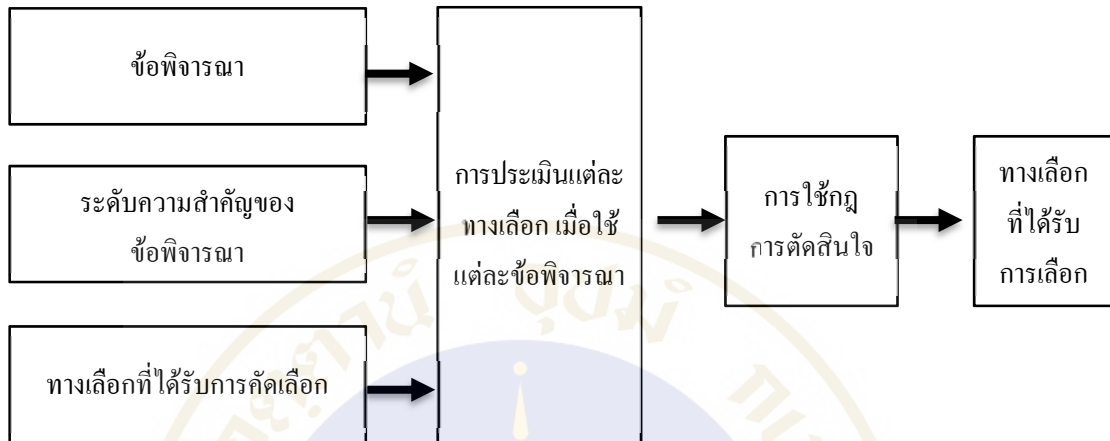 ข้อพิจารณา
ระดับความสำคัญของ
ข้อพิจารณา
ทางเลือกที่ได้รับการคัดเลือก
การประเมินแต่ละ
ทางเลือก เมื่อใช้
แต่ละข้อพิจารณา
การใช้กฎ
การตัดสินใจ
ทางเลือก
ที่ได้รับ
การเลือก